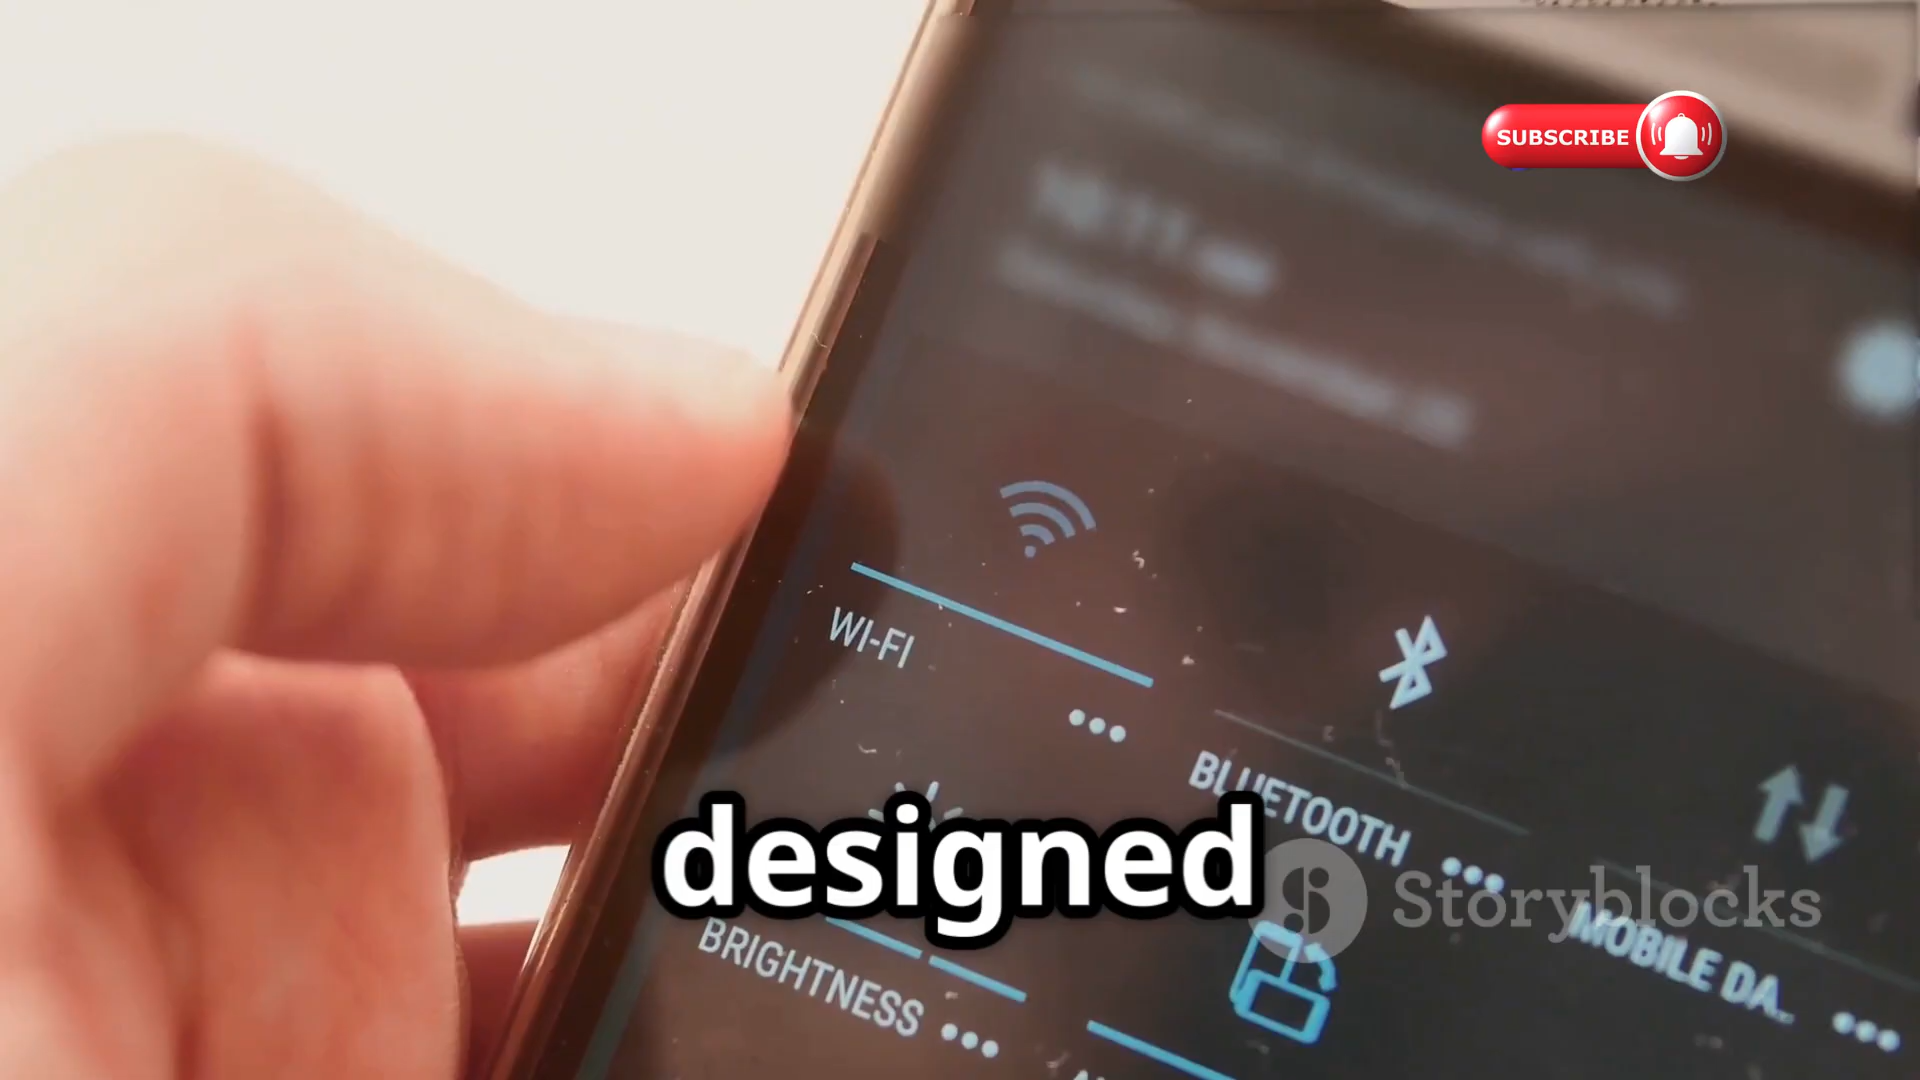 SUBSCRIBE
WI-FI
BLUETOOTH
designed
Storyblocks
MOBILE DA..
BRIGHTNESS